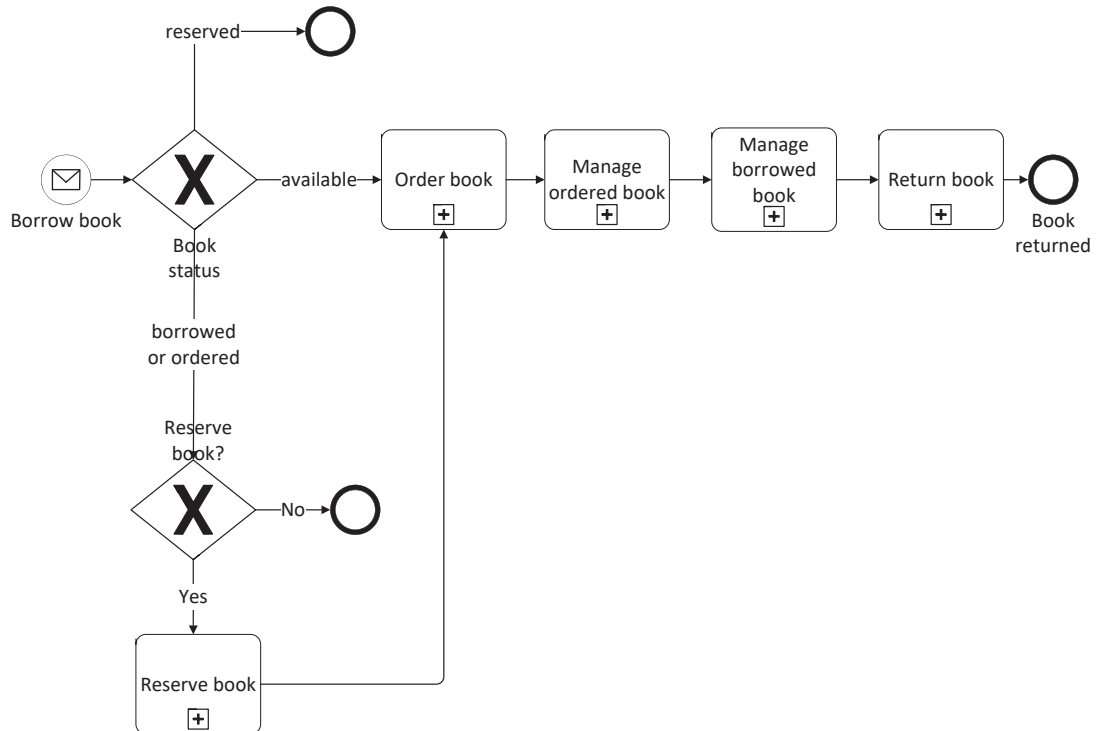 reserved
Borrow book
Book
status
available
Order book
Manage
ordered book
Manage
borrowed
book
Return book
Book
returned
borrowed
or ordered
Reserve
book?
No
Yes
Reserve book